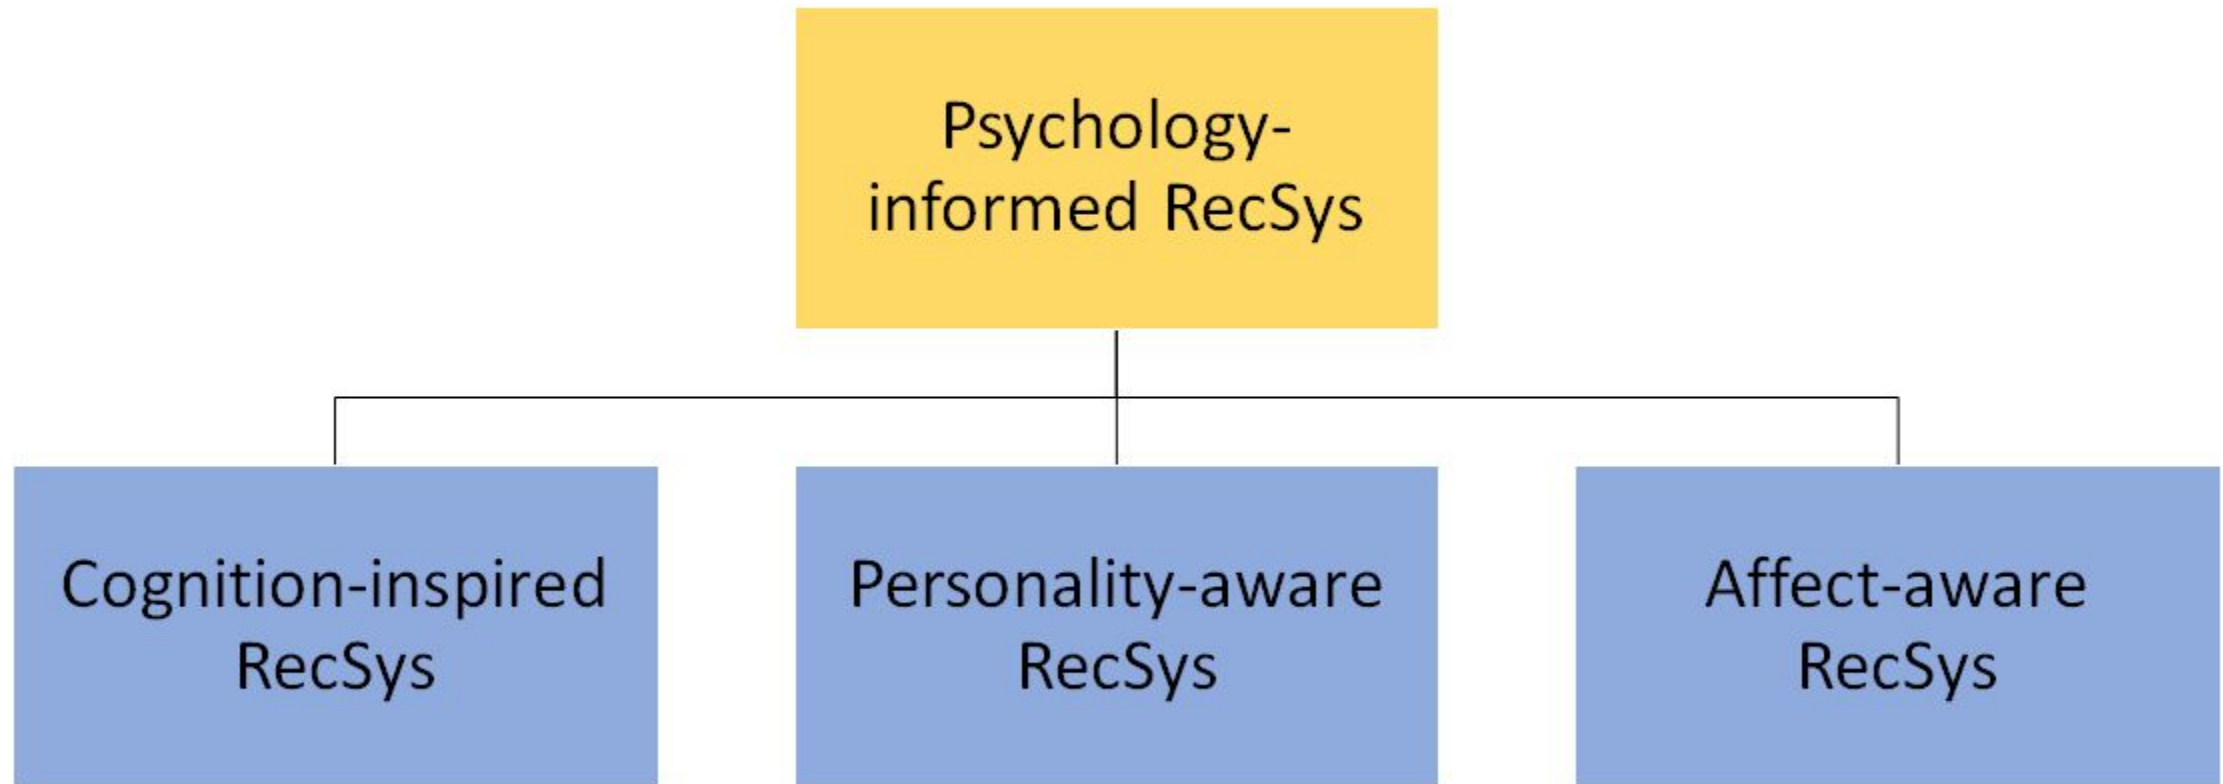 Psychology-
informed RecSys
Cognition-inspired
RecSys
Personality-aware
RecSys
Affect-aware
RecSys